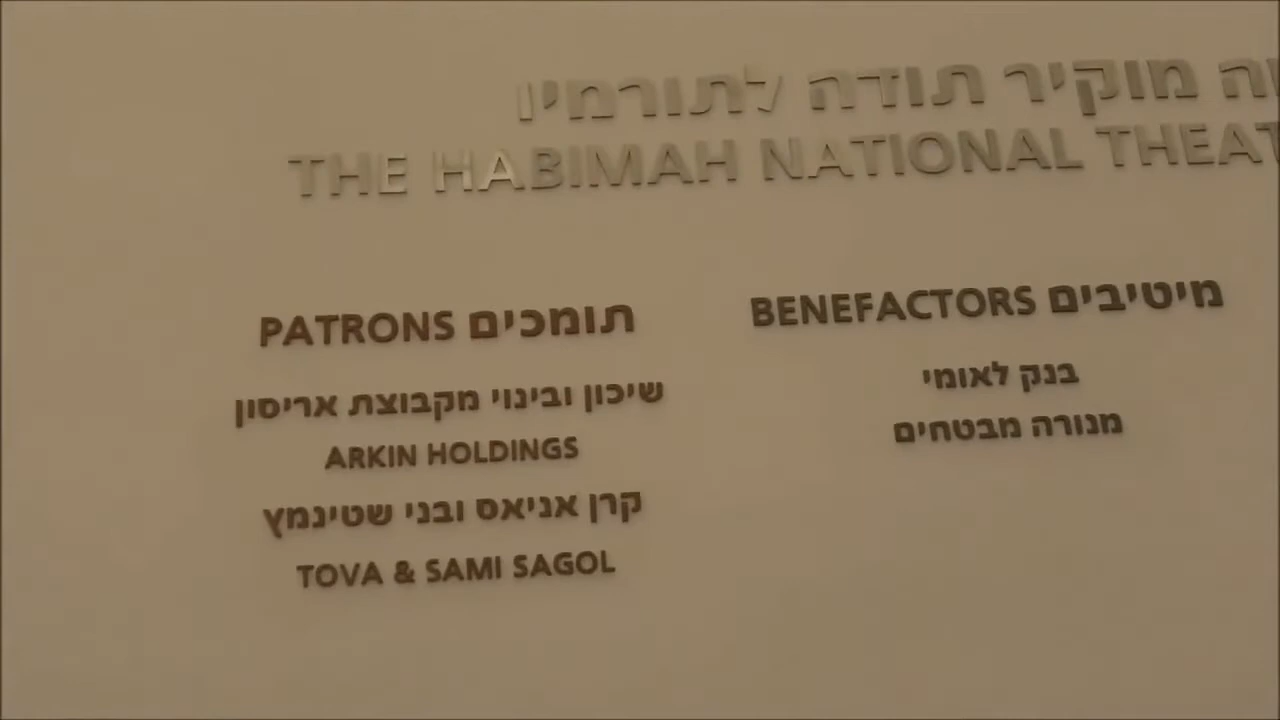 מוקיר תודה לתורמיו
THE HABIMAH NATIONAL
תומכים PATRONS
שיכון ובינוי מקבוצת אריסון
ARKIN HOLDINGS
קרן אניאס ובני שטינמץ
TOVA & SAMI SAGOL
מיטיבים BENEFACTORS
בנק לאומי
מנורה מבטחים